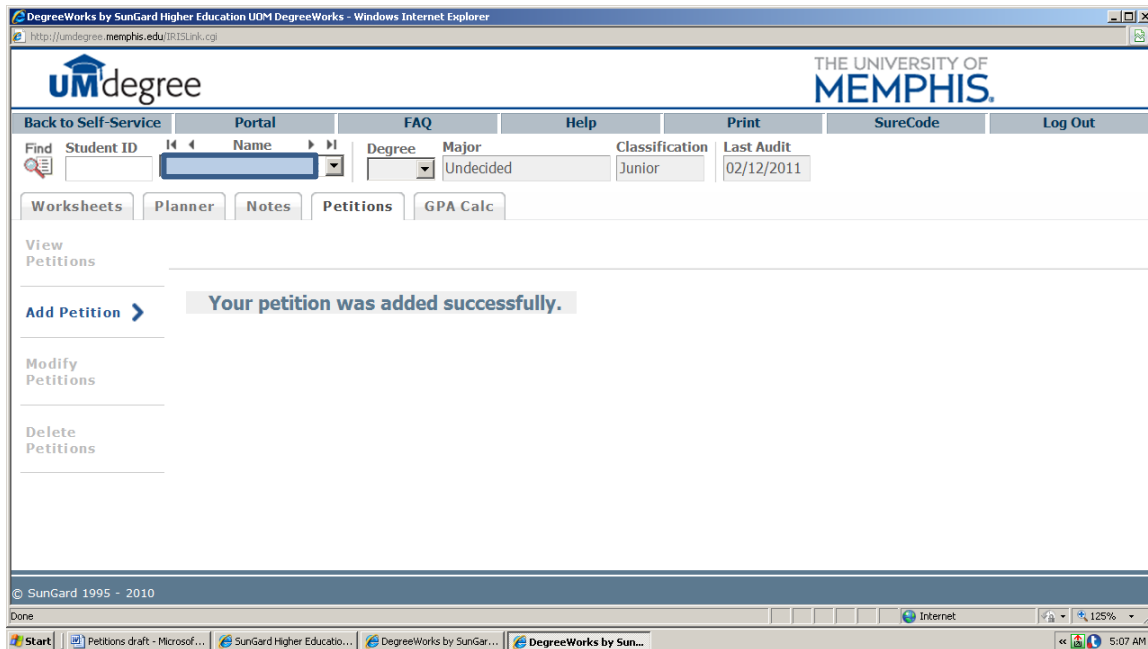 DegreeWorks by SunGard Higher Education UOM DegreeWorks - Windows Internet Explorer
http://umdegree.memphis.edu/IRISLink.cgi
UMdegree
THE UNIVERSITY OF
MEMPHIS.
Back to Self-Service Portal FAQ Help Print SureCode Log Out
Find Student ID Name Degree Major Classification Last Audit
Undecided Junior 02/12/2011
Worksheets Planner Notes Petitions GPA Calc
View
Petitions
Your petition was added successfully.
Add Petition
Modify
Petitions
Delete
Petitions
© SunGard 1995 - 2010
Done Internet 125%
Start Petitions draft - Microsof... SunGard Higher Educatio... DegreeWorks by SunGar... DegreeWorks by Sun... 5:07 AM